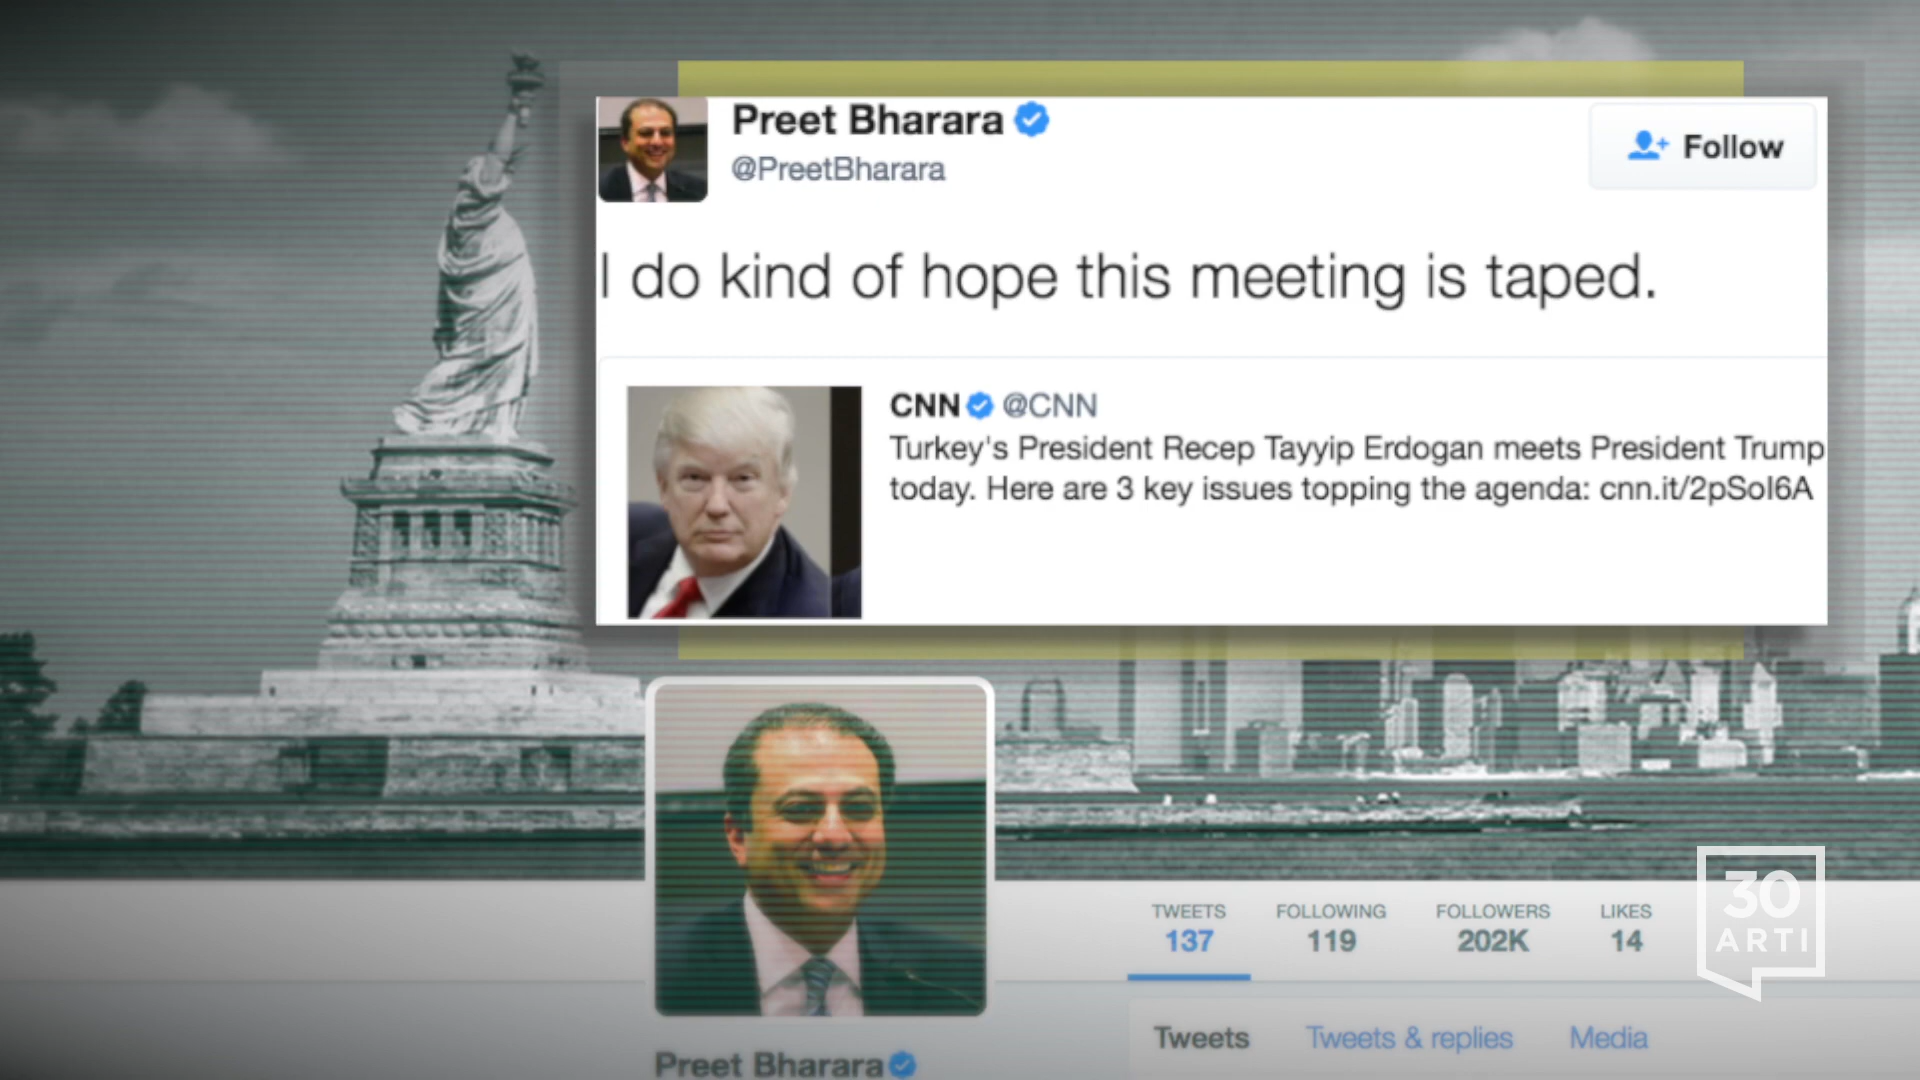 Preet Bharara
@PreetBharara
Follow
I do kind of hope this meeting is taped.
CNN @CNN
Turkey's President Recep Tayyip Erdogan meets President Trump
today. Here are 3 key issues topping the agenda: cnn.it/2pSol6A
TWEETS FOLLOWING FOLLOWERS LIKES
137 119 202K 14
30
ARTI
Tweets Tweets & replies Media
Preet Bharara